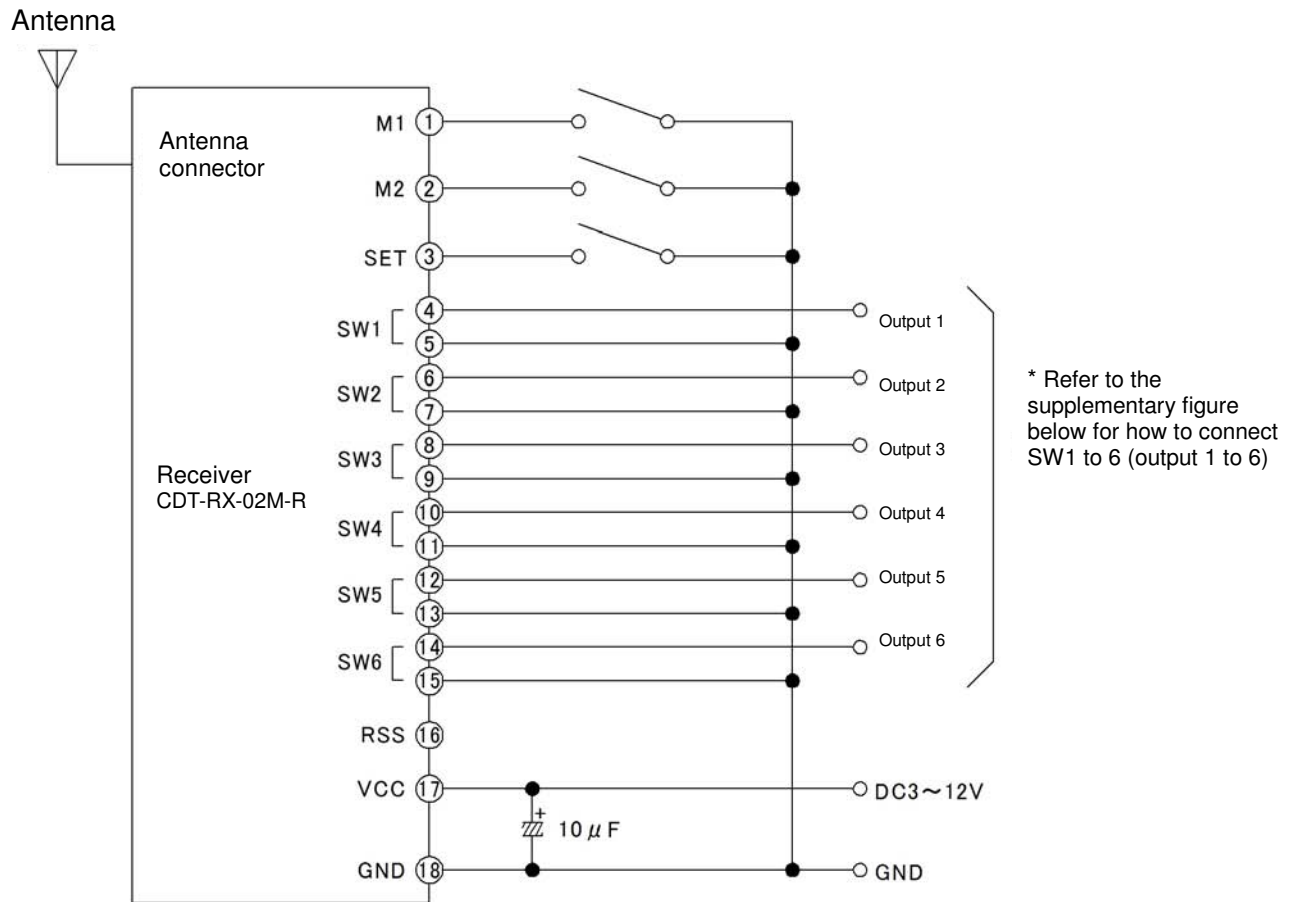 Antenna
Antenna
connector
M1 1
M2 2
SET 3
SW1 4
5
Output 1
SW2 6
7
Output 2
SW3 8
9
Output 3
SW4 10
11
Output 4
SW5 12
13
Output 5
SW6 14
15
Output 6
* Refer to the
supplementary figure
below for how to connect
SW1 to 6 (output 1 to 6)
Receiver
CDT-RX-02M-R
RSS 16
VCC 17
DC3～12V
+
10μF
GND 18
GND